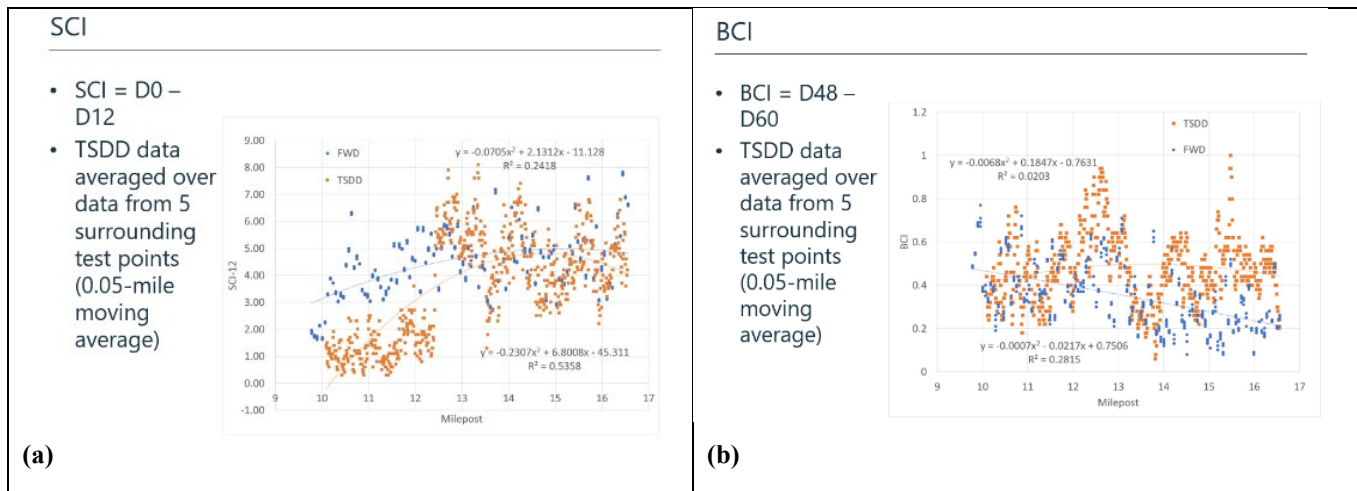 SCI
• SCI = D0 –
D12
• TSDD data
averaged over
data from 5
surrounding
test points
(0.05-mile
moving
average)
9.00
8.00
7.00
6.00
5.00
4.00
3.00
2.00
1.00
0.00
-1.00
SCI-12
FWD
TSDD
y = -0.0705x² + 2.1312x - 11.128
R² = 0.2418
y = -0.2307x² + 6.8008x - 45.311
R² = 0.5358
9 10 11 12 13 14 15 16 17
Milepost
(a)
BCI
• BCI = D48 –
D60
• TSDD data
averaged over
data from 5
surrounding
test points
(0.05-mile
moving
average)
1.2
1
0.8
0.6
0.4
0.2
0
BCI
TSDD
FWD
y = -0.0068x² + 0.1847x - 0.7631
R² = 0.0203
y = -0.0007x² - 0.0217x + 0.7506
R² = 0.2815
9 10 11 12 13 14 15 16 17
Milepost
(b)